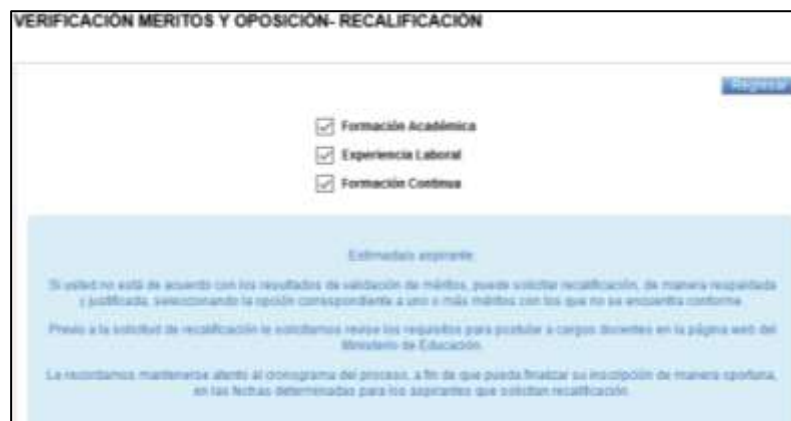 VERIFICACIÓN MERITOS Y OPOSICIÓN- RECALIFICACIÓN
Regresar
Formación Académica
Experiencia Laboral
Formación Continua
Estimada/o aspirante:
Si usted no está de acuerdo con los resultados de validación de méritos, puede solicitar recalificación, de manera respaldada
y justificada, seleccionando la opción correspondiente a uno o más méritos con los que no se encuentra conforme.
Previo a la solicitud de recalificación le solicitamos revise los requisitos para postular a cargos docentes en la página web del
Ministerio de Educación.
Le recordamos mantenerse atento al cronograma del proceso, a fin de que pueda finalizar su inscripción de manera oportuna,
en las fechas determinadas para los aspirantes que solicitan recalificación.